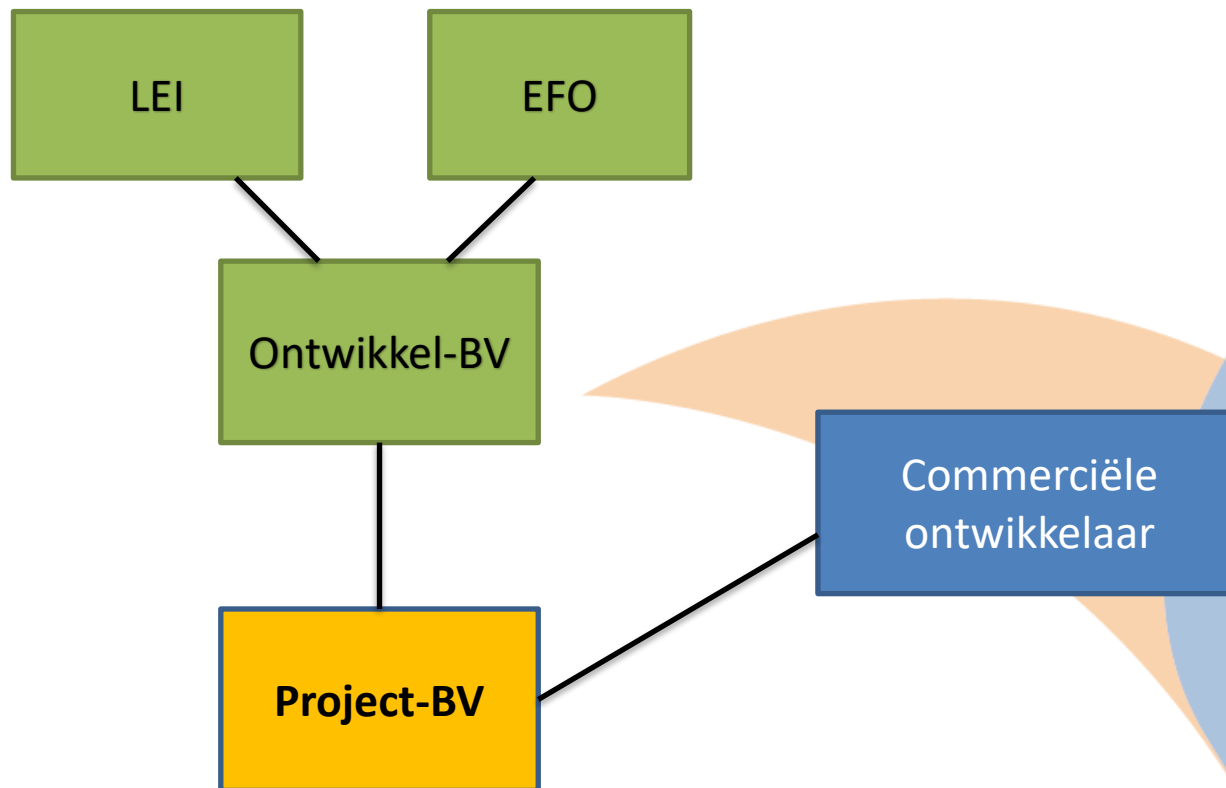 LEI
EFO
Ontwikkel-BV
Commerciële
ontwikkelaar
Project-BV